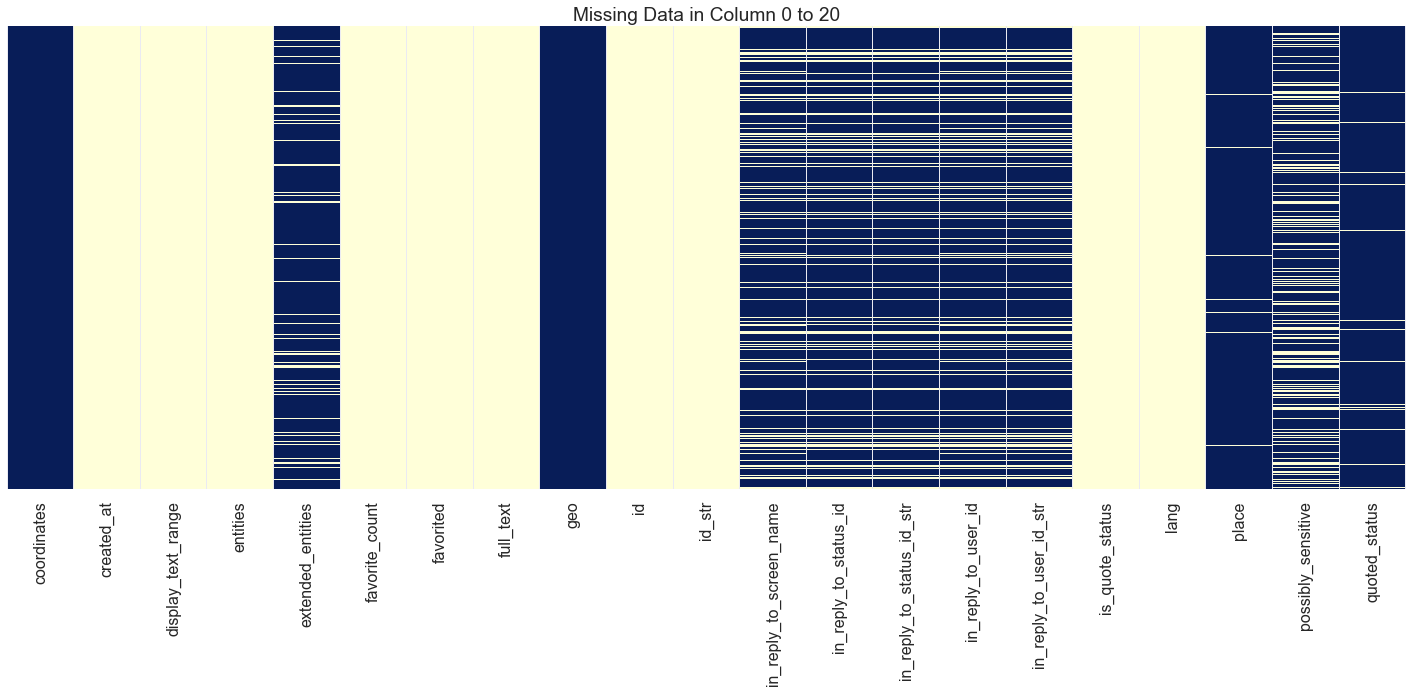 Missing Data in Column 0 to 20
coordinates
created_at
display_text_range
entities
extended_entities
favorite_count
favorited
full_text
geo
id
id_str
in_reply_to_screen_name
in_reply_to_status_id
in_reply_to_status_id_str
in_reply_to_user_id
in_reply_to_user_id_str
is_quote_status
lang
place
possibly_sensitive
quoted_status